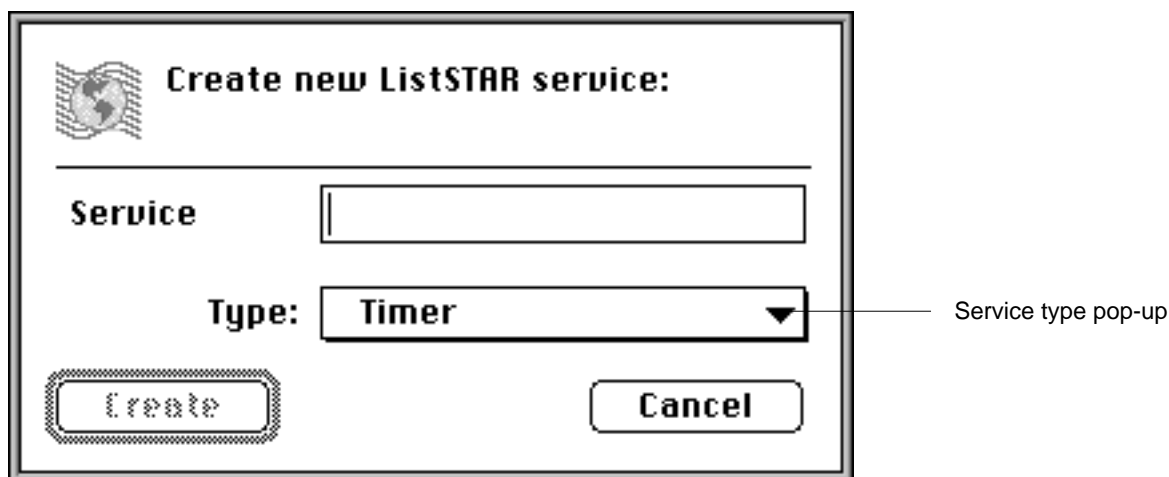 Create new ListSTAR service:
Service
Type: Timer
Service type pop-up
Create Cancel